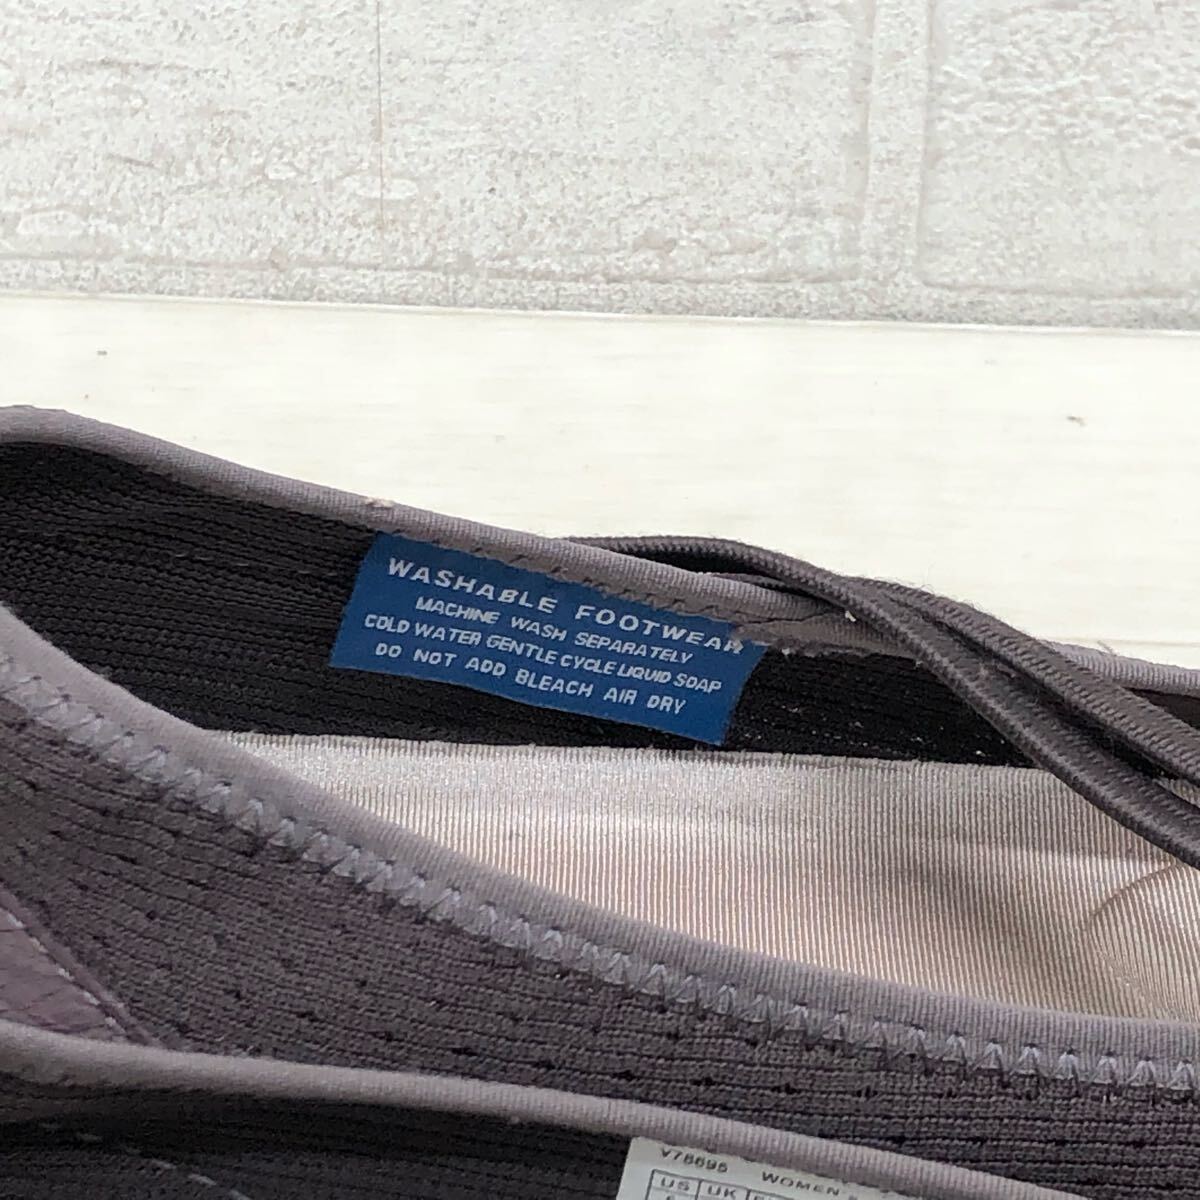 WASHABLE FOOTWEAR
MACHINE WASH SEPARATELY
COLD WATER GENTLE CYCLE LIQUID SOAP
DO NOT ADD BLEACH AIR DRY
V78695 WOMEN'S
US UK